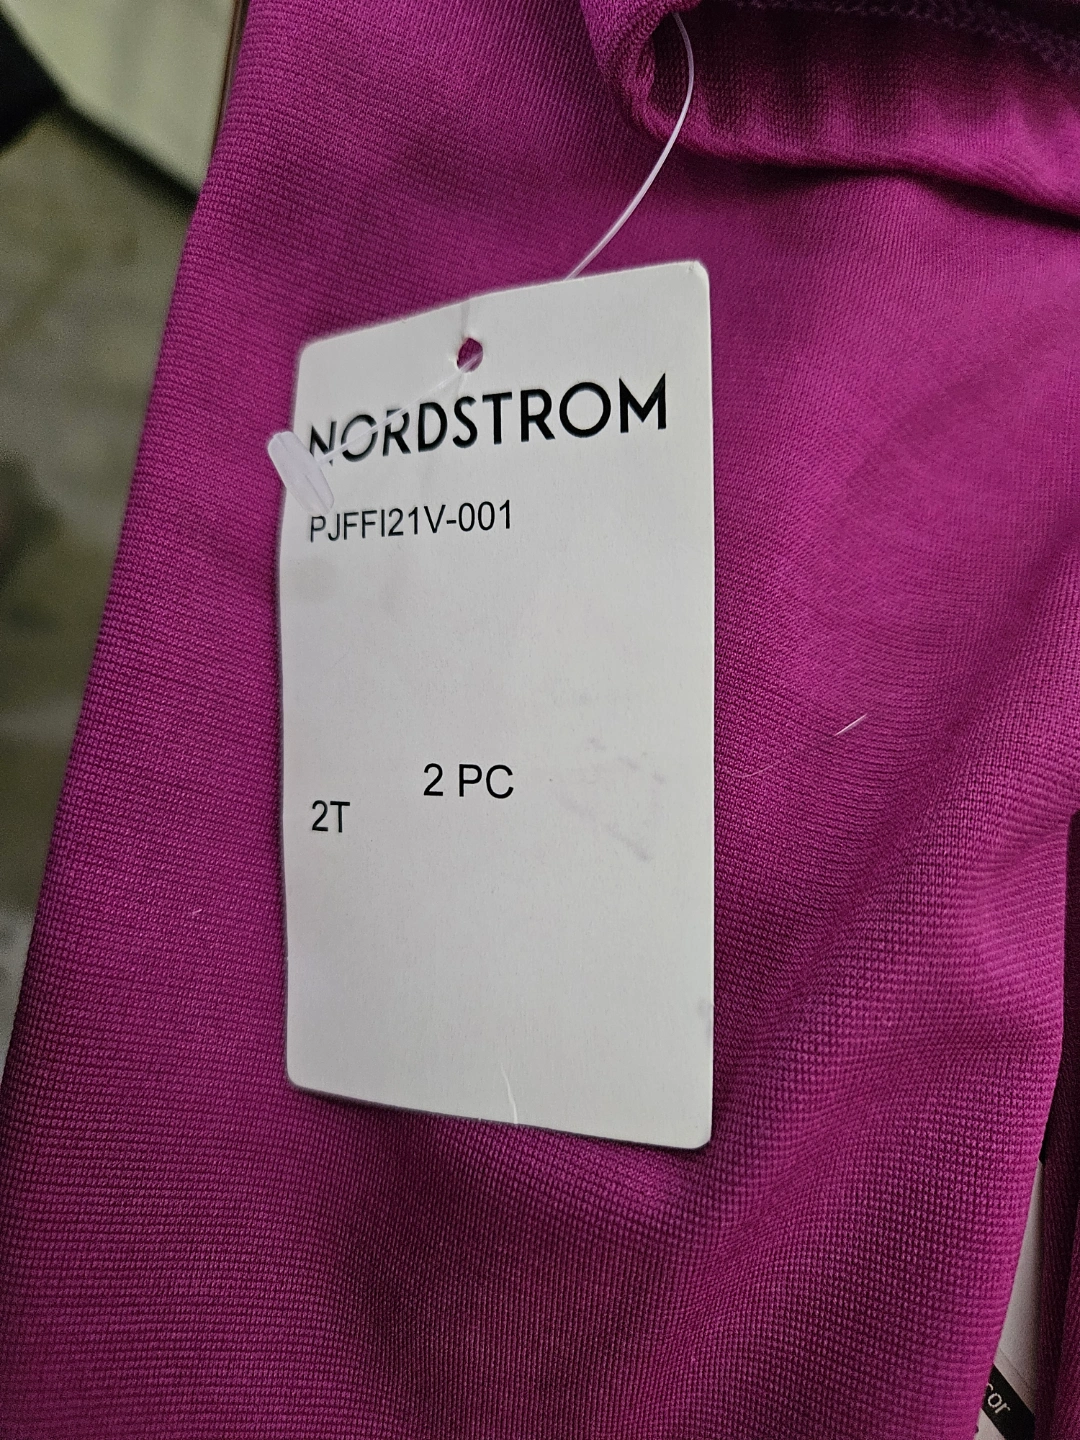 NORDSTROM
PJFFI21V-001
2 PC
2T